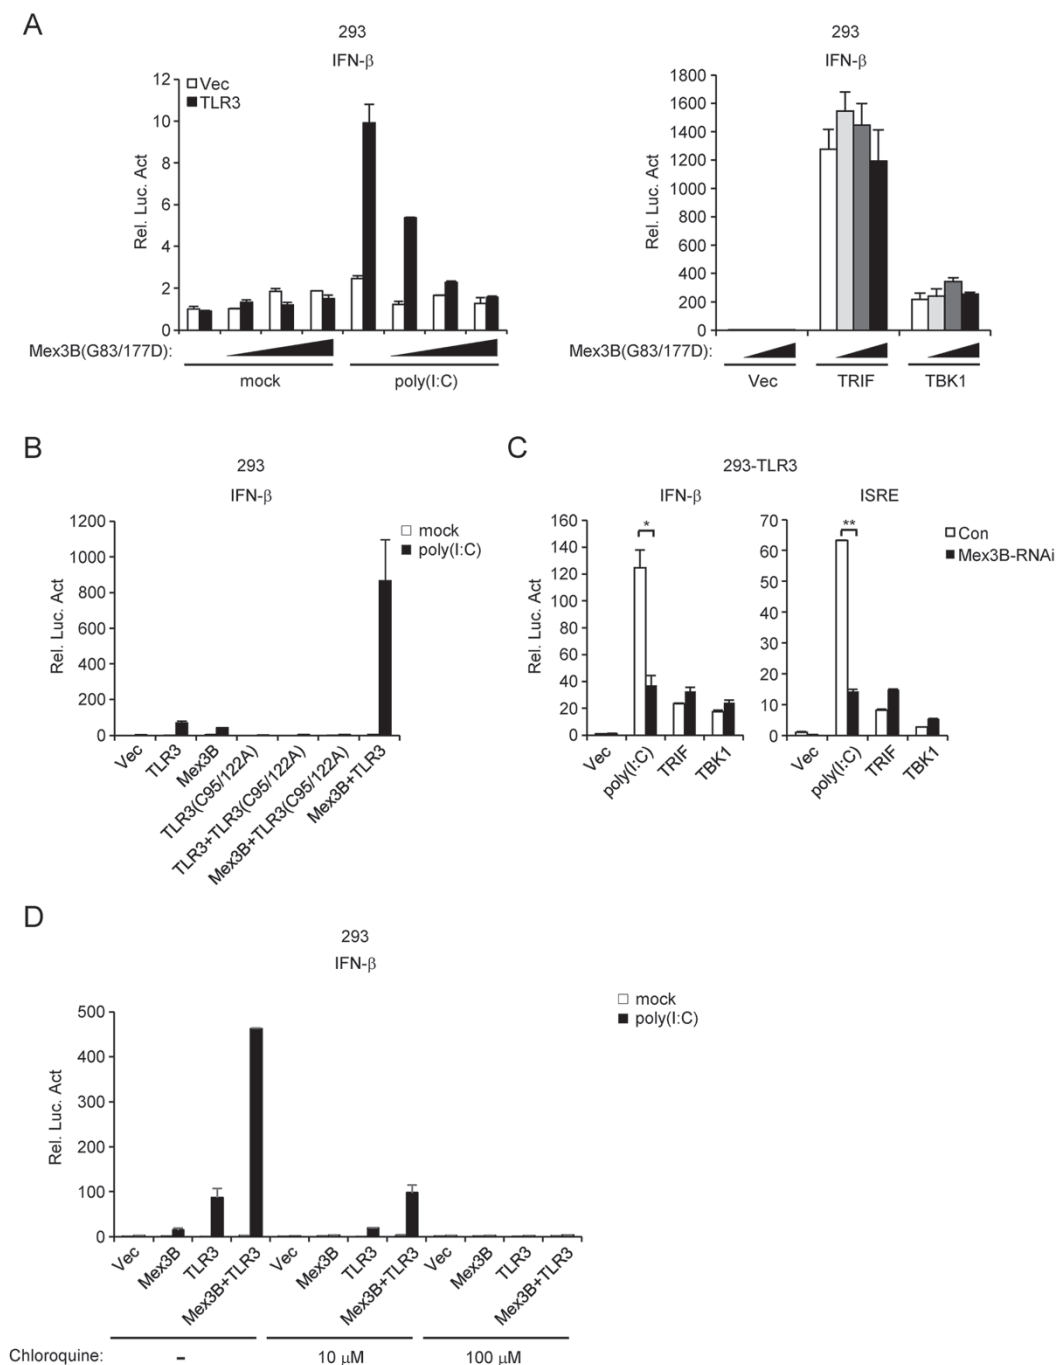 A
293
IFN-β
Vec
TLR3
Rel. Luc. Act
12
10
8
6
4
2
0
Mex3B(G83/177D):
mock
poly(I:C)
293
IFN-β
Rel. Luc. Act
1800
1600
1400
1200
1000
800
600
400
200
0
Mex3B(G83/177D):
Vec
TRIF
TBK1
B
293
IFN-β
mock
poly(I:C)
Rel. Luc. Act
1200
1000
800
600
400
200
0
Vec
TLR3
Mex3B
TLR3(C95/122A)
TLR3+TLR3(C95/122A)
Mex3B+TLR3(C95/122A)
Mex3B+TLR3
C
293-TLR3
IFN-β
Rel. Luc. Act
160
140
120
100
80
60
40
20
0
*
Vec
poly(I:C)
TRIF
TBK1
ISRE
70
60
50
40
30
20
10
0
**
Vec
poly(I:C)
TRIF
TBK1
Con
Mex3B-RNAi
D
293
IFN-β
mock
poly(I:C)
Rel. Luc. Act
500
400
300
200
100
0
Vec
Mex3B
TLR3
Mex3B+TLR3
Vec
Mex3B
TLR3
Mex3B+TLR3
Vec
Mex3B
TLR3
Mex3B+TLR3
Chloroquine:
-
10 μM
100 μM